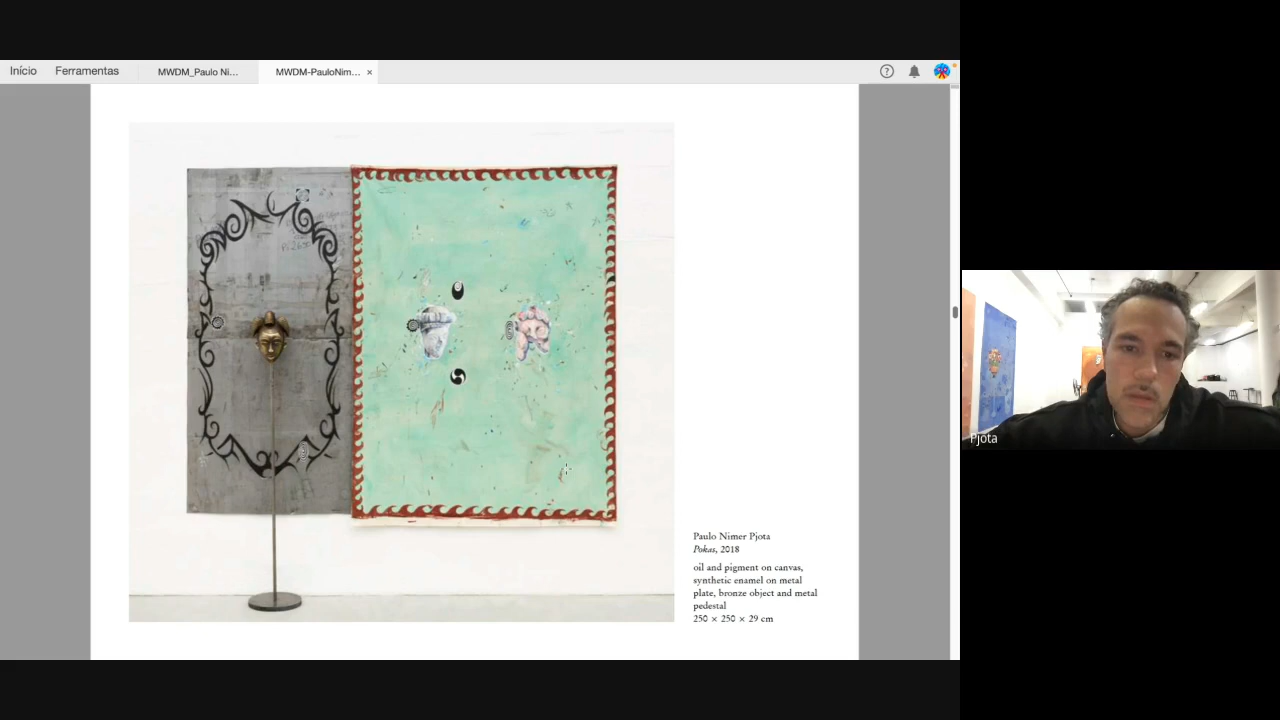 Início Ferramentas MWDM_Paulo Ni... MWDM-PauloNim... ×
Paulo Nimer Pjota
Pokas, 2018
oil and pigment on canvas,
synthetic enamel on metal
plate, bronze object and metal
pedestal
250 × 250 × 29 cm
Pjota